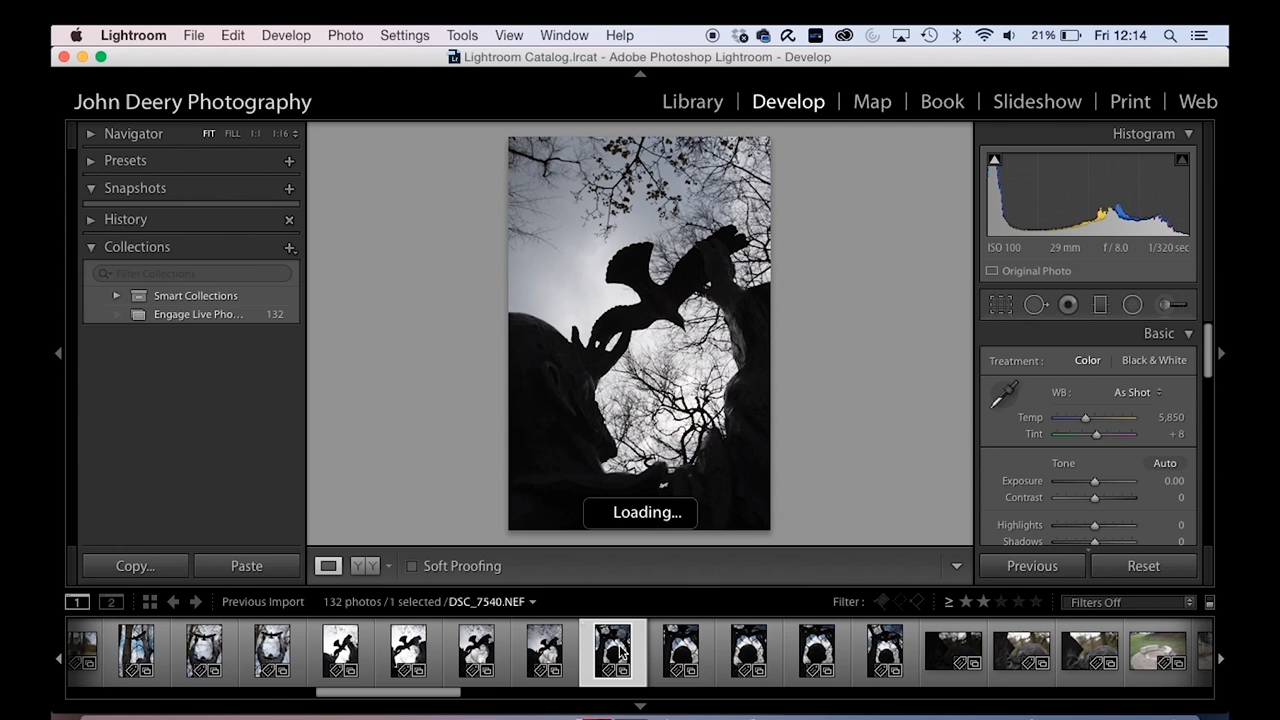 Lightroom File Edit Develop Photo Settings Tools View Window Help 21% Fri 12:14
Lightroom Catalog.lrcat - Adobe Photoshop Lightroom - Develop
John Deery Photography
Library | Develop | Map | Book | Slideshow | Print | Web
Navigator FIT FILL 1:1 1:16
Presets
Snapshots
History
Collections
Filter Collections
Smart Collections
Engage Live Pho... 132
Copy... Paste
Loading...
Soft Proofing
Histogram
ISO 100 29 mm f / 8.0 1/320 sec
Original Photo
Basic
Treatment : Color Black & White
WB : As Shot
Temp 5,850
Tint + 8
Tone Auto
Exposure 0.00
Contrast 0
Highlights 0
Shadows 0
Previous Reset
1 2 Previous Import 132 photos / 1 selected / DSC_7540.NEF Filter : ≥ Filters Off